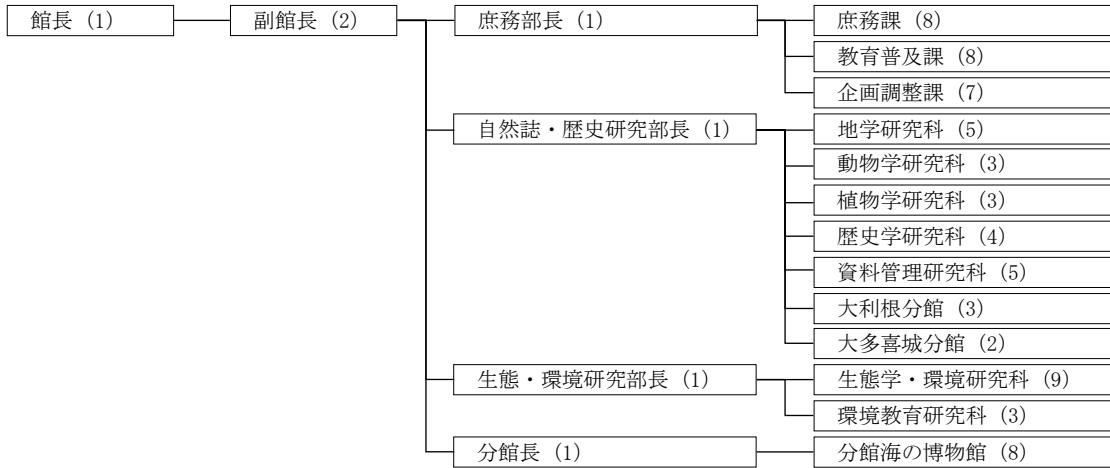 館長 (1) 副館長 (2) 庶務部長 (1) 庶務課 (8)
教育普及課 (8)
企画調整課 (7)
自然誌・歴史研究部長 (1) 地学研究科 (5)
動物学研究科 (3)
植物学研究科 (3)
歴史学研究科 (4)
資料管理研究科 (5)
大利根分館 (3)
大多喜城分館 (2)
生態・環境研究部長 (1) 生態学・環境研究科 (9)
環境教育研究科 (3)
分館長 (1) 分館海の博物館 (8)